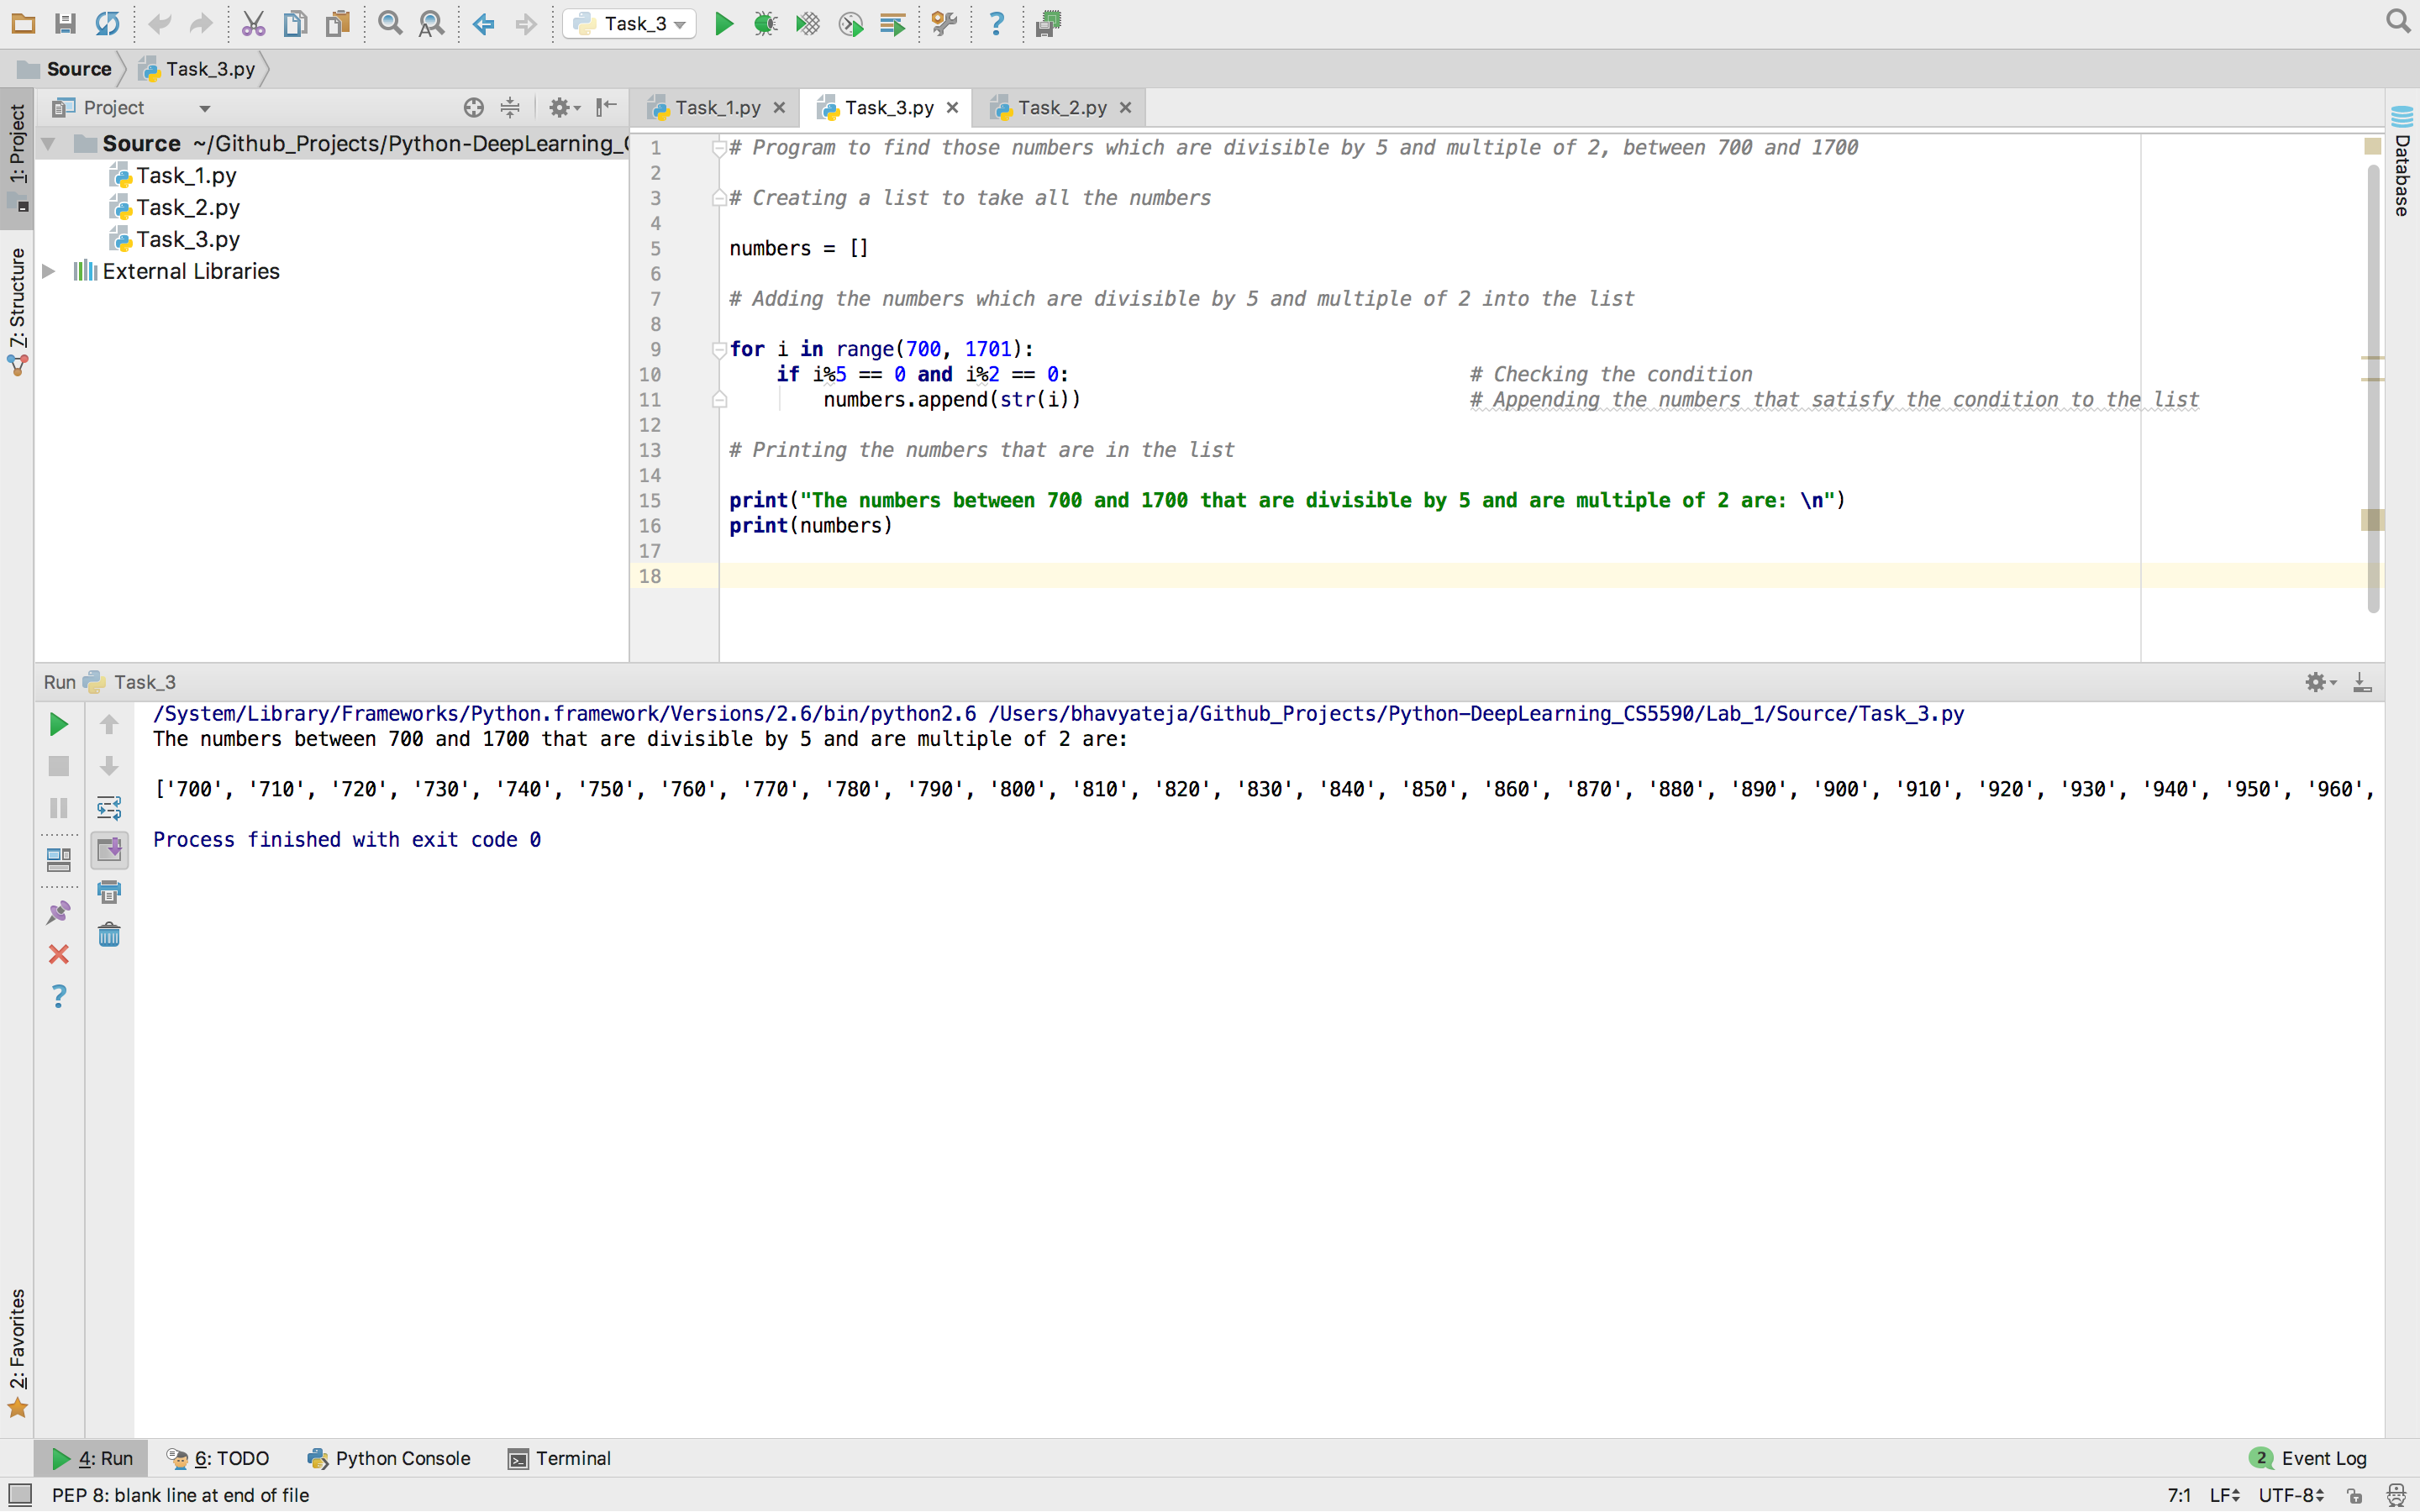 Task_3
Source
Task_3.py
Project
Task_1.py
Task_3.py
Task_2.py
1: Project
7: Structure
2: Favorites
Database
Source ~/Github_Projects/Python-DeepLearning_
Task_1.py
Task_2.py
Task_3.py
External Libraries
1 # Program to find those numbers which are divisible by 5 and multiple of 2, between 700 and 1700
2
3 # Creating a list to take all the numbers
4
5 numbers = []
6
7 # Adding the numbers which are divisible by 5 and multiple of 2 into the list
8
9 for i in range(700, 1701):
10 if i%5 == 0 and i%2 == 0: # Checking the condition
11 numbers.append(str(i)) # Appending the numbers that satisfy the condition to the list
12
13 # Printing the numbers that are in the list
14
15 print("The numbers between 700 and 1700 that are divisible by 5 and are multiple of 2 are: \n")
16 print(numbers)
17
18
Run Task_3
/System/Library/Frameworks/Python.framework/Versions/2.6/bin/python2.6 /Users/bhavyateja/Github_Projects/Python-DeepLearning_CS5590/Lab_1/Source/Task_3.py
The numbers between 700 and 1700 that are divisible by 5 and are multiple of 2 are:
['700', '710', '720', '730', '740', '750', '760', '770', '780', '790', '800', '810', '820', '830', '840', '850', '860', '870', '880', '890', '900', '910', '920', '930', '940', '950', '960',
Process finished with exit code 0
4: Run
6: TODO
Python Console
Terminal
2 Event Log
PEP 8: blank line at end of file
7:1 LF UTF-8